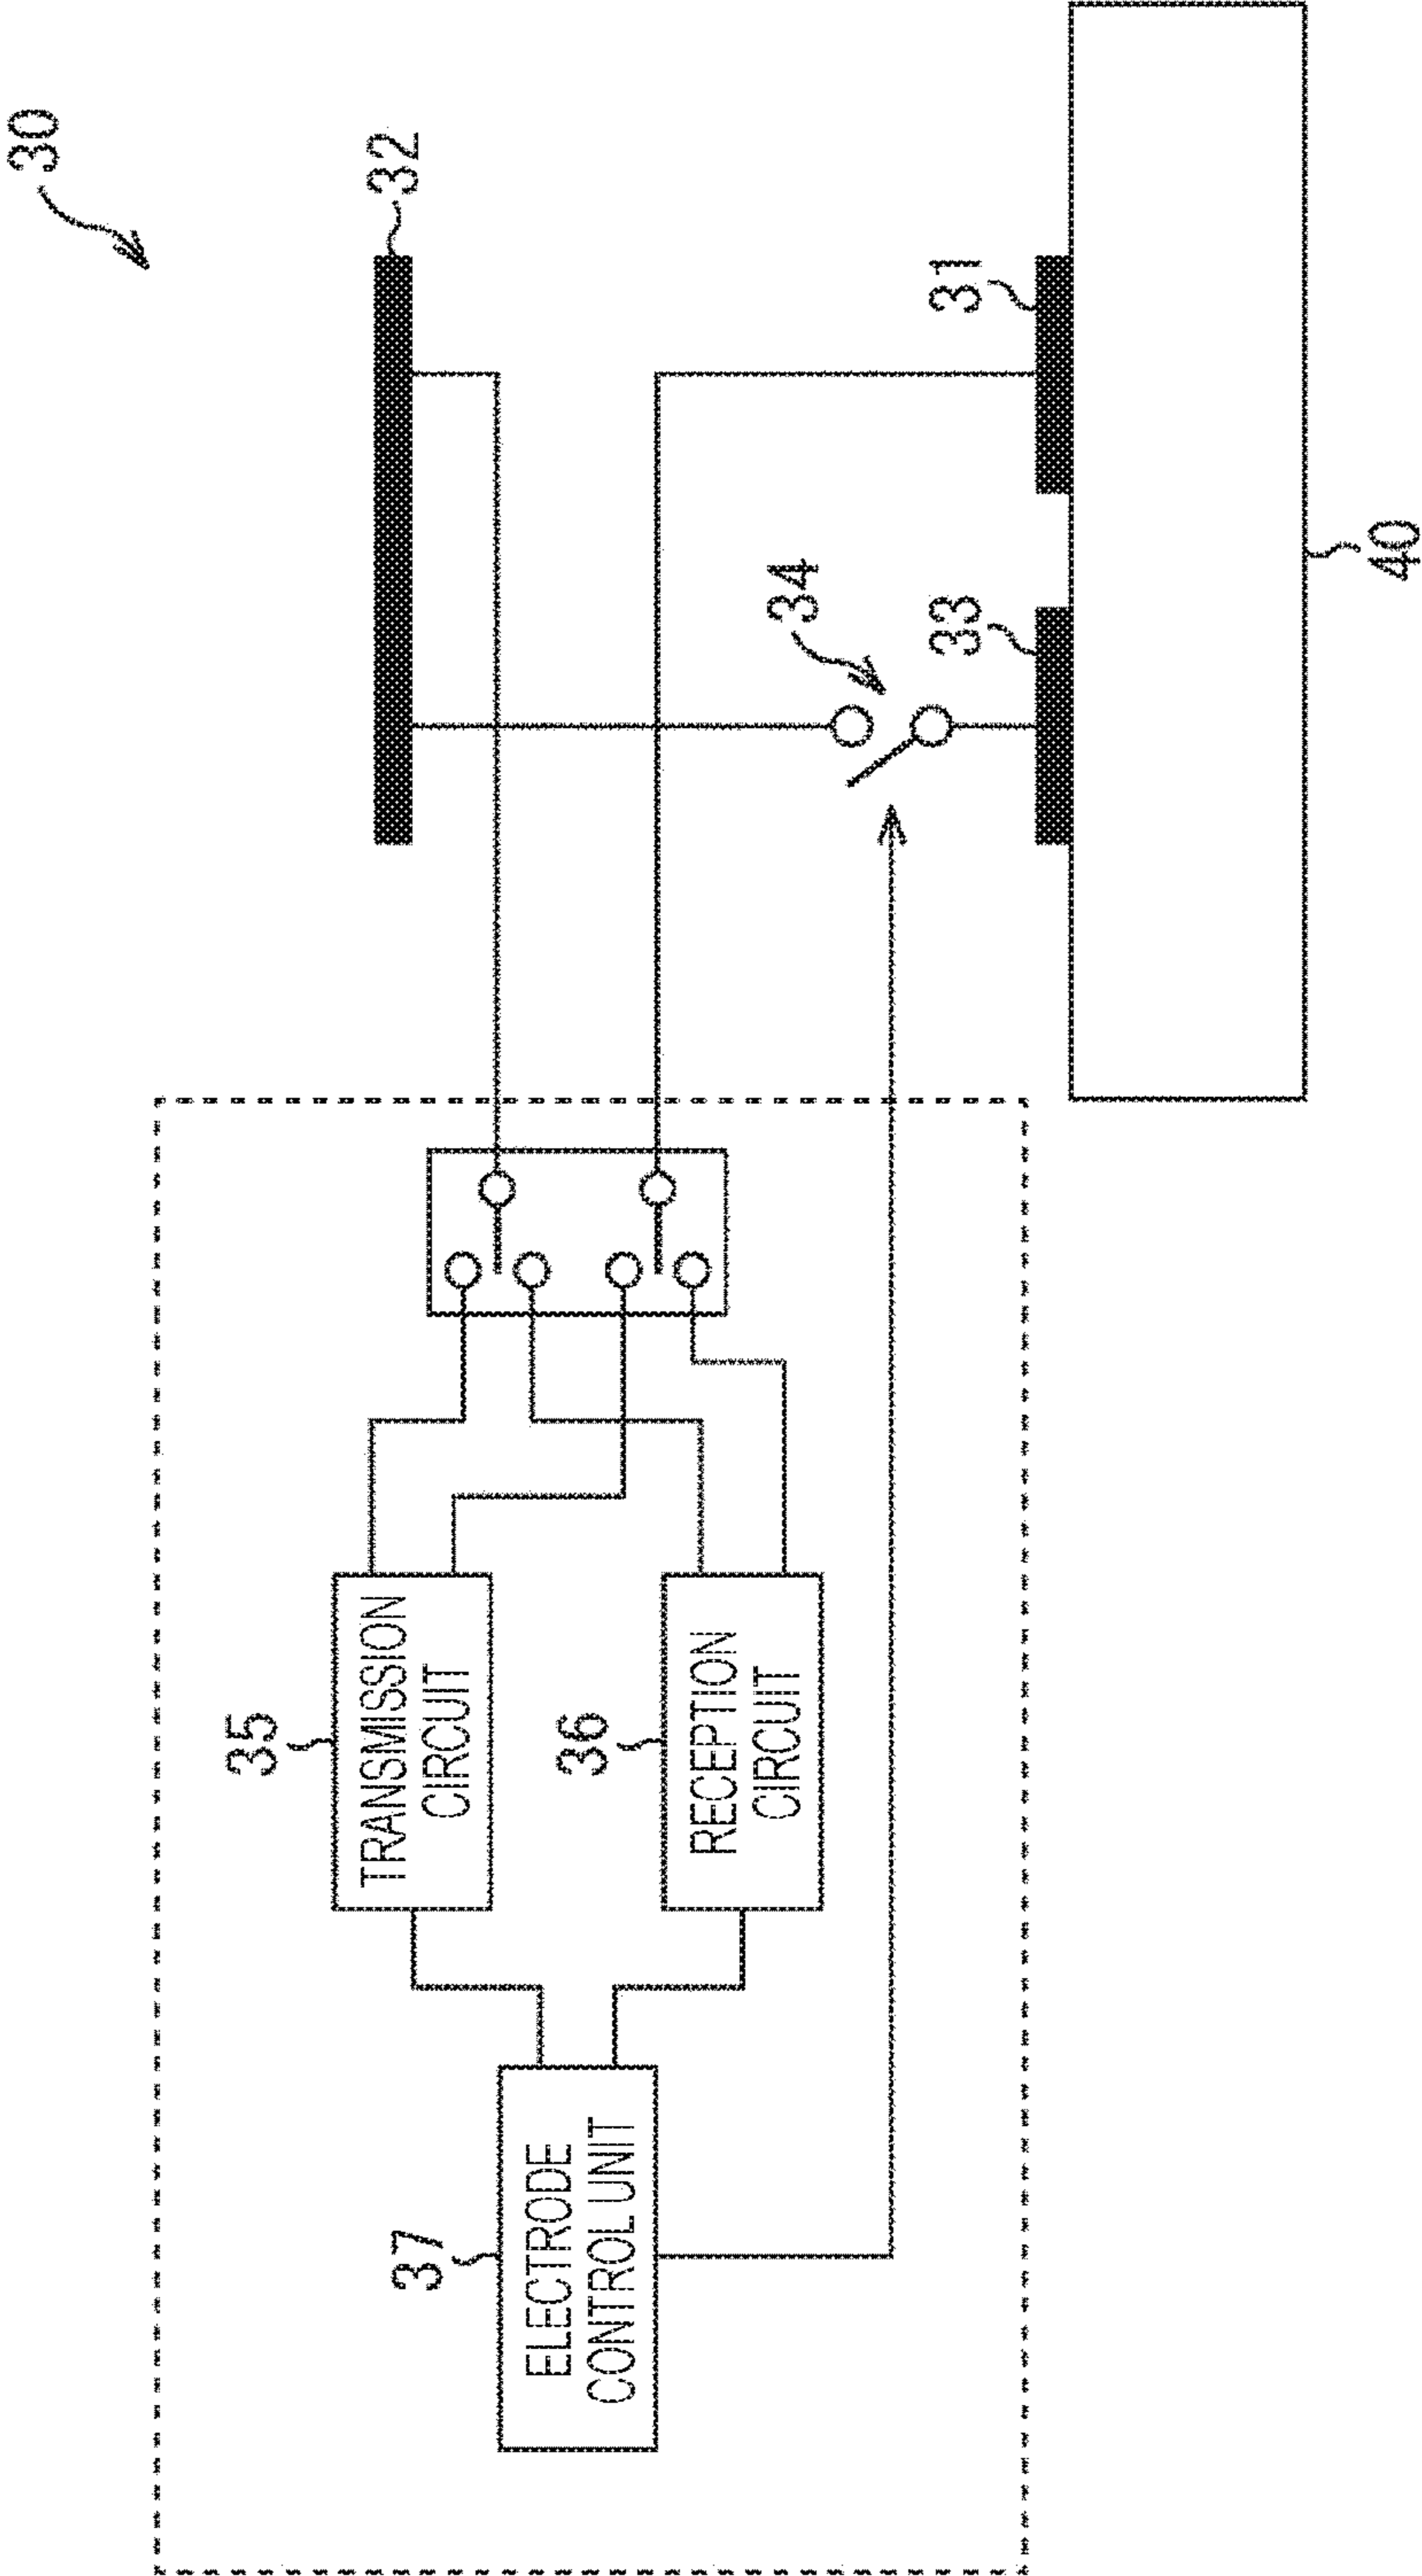 30
32
31
34
33
40
35
TRANSMISSION
CIRCUIT
36
RECEPTION
CIRCUIT
37
ELECTRODE
CONTROL UNIT